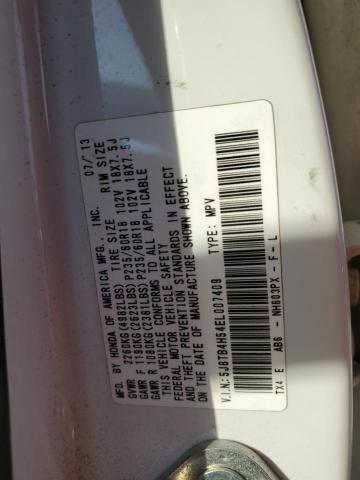 MFD. BY HONDA OF AMERICA MFG., INC. 07/13
GVWR 2260KG(4982LBS) TIRE SIZE RIM SIZE
GAWR F 1190KG(2623LBS) P235/60R18 102V 18X7.5J
GAWR R 1080KG(2381LBS) P235/60R18 102V 18X7.5J
THIS VEHICLE CONFORMS TO ALL APPLICABLE
FEDERAL MOTOR VEHICLE SAFETY, BUMPER,
AND THEFT PREVENTION STANDARDS IN EFFECT ON
THE DATE OF MANUFACTURE SHOWN ABOVE.
V.I.N.: 5J8TB4H54EL007409 TYPE: MPV
TX4 E AB6 - NH603PX - F - L